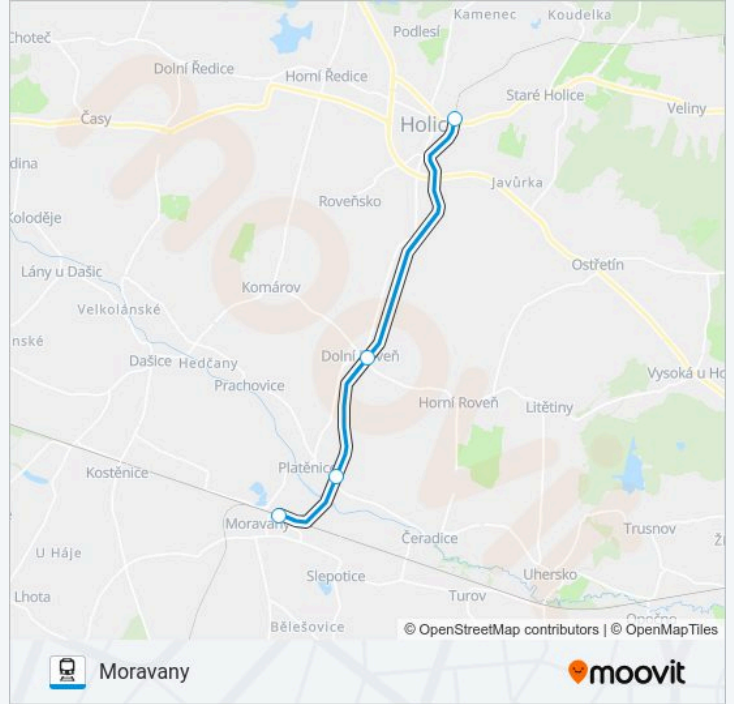 Kamenec
Koudelka
Choteč
Podlesí
Dolní Ředice
Horní Ředice
Staré Holice
Veliny
Časy
Holic
dina
Javůrka
Roveňsko
Koloděje
Ostřetín
Lány u Dašic
Komárov
Velkolánské
nské
Dolní Roveň
Dašice
Hedčany
Prachovice
Vysoká u Ho
Horní Roveň
Litětiny
Platěnice
Kostěnice
Moravany
Trusnov
Čeradice
U Háje
Slepotice
Uhersko
Lhota
Turov
Bělešovice
© OpenStreetMap contributors | © OpenMapTiles
Moravany
moovit
moovit